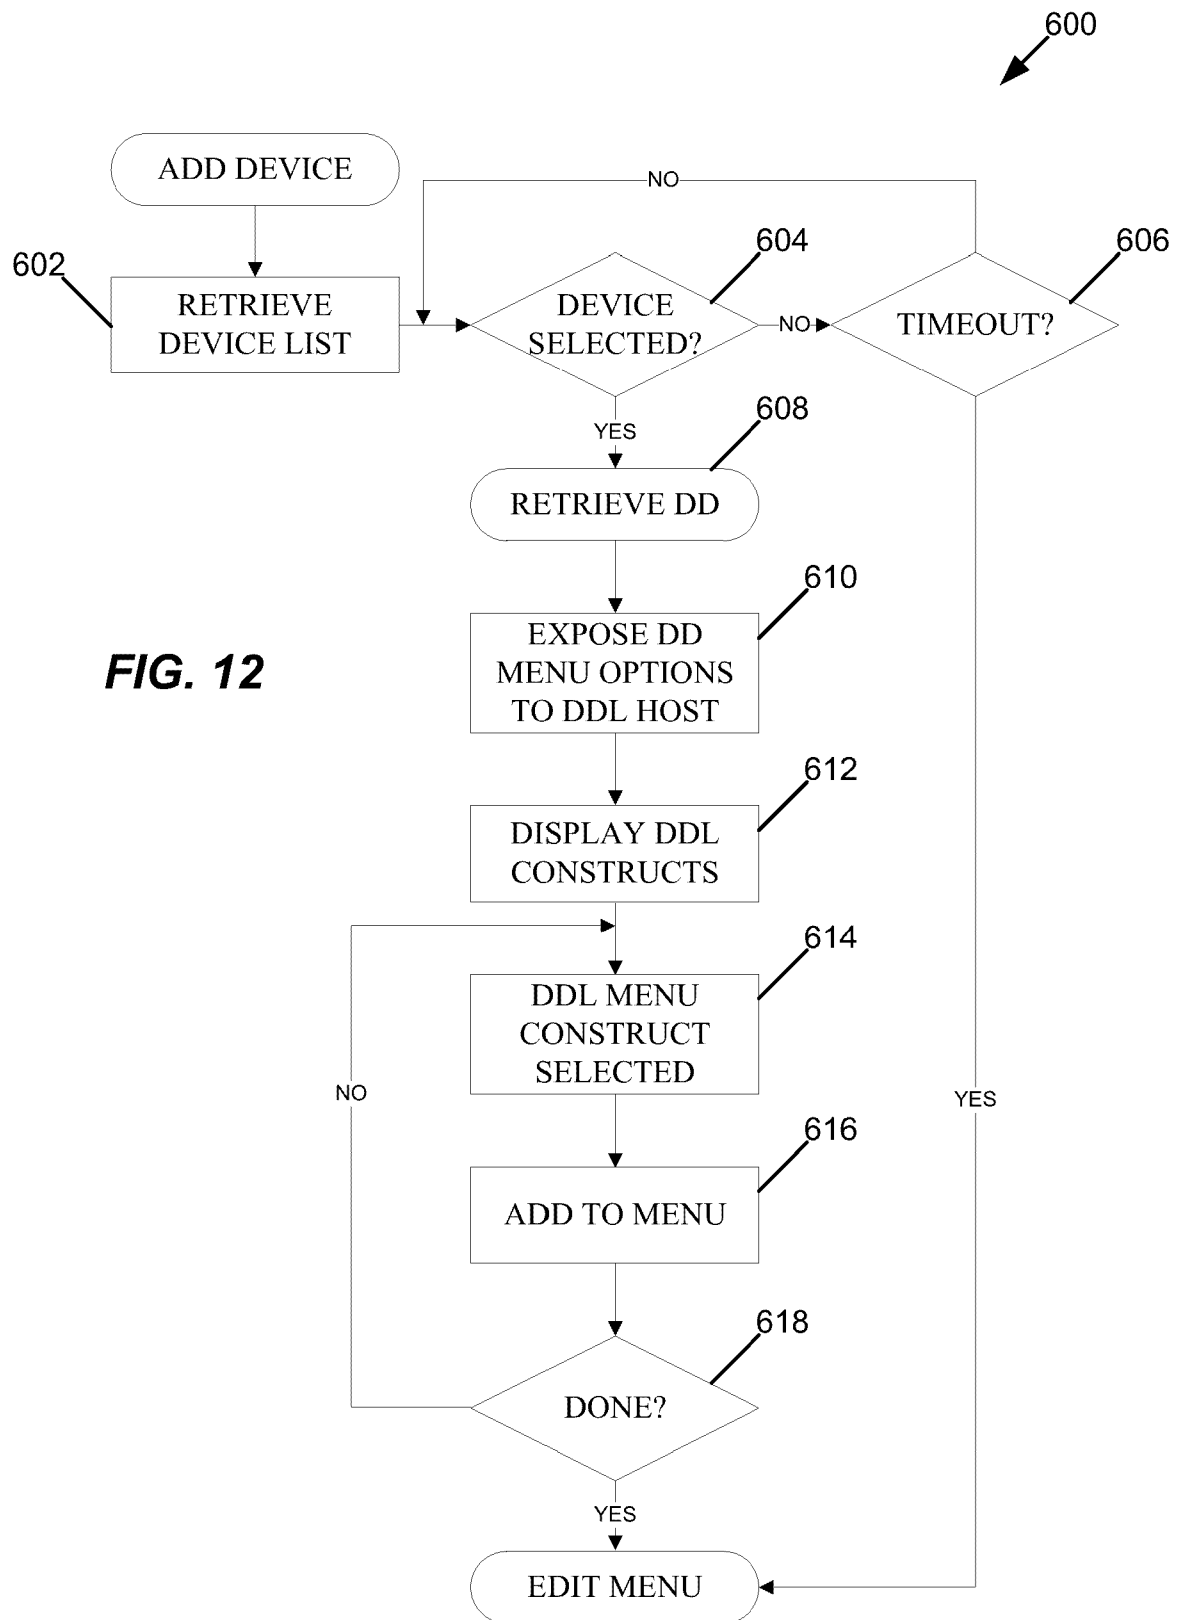 600
ADD DEVICE
NO
602
604
606
RETRIEVE
DEVICE LIST
DEVICE
SELECTED?
NO
TIMEOUT?
YES
608
RETRIEVE DD
610
EXPOSE DD
MENU OPTIONS
TO DDL HOST
FIG. 12
612
DISPLAY DDL
CONSTRUCTS
614
DDL MENU
CONSTRUCT
SELECTED
NO
YES
616
ADD TO MENU
618
DONE?
YES
EDIT MENU